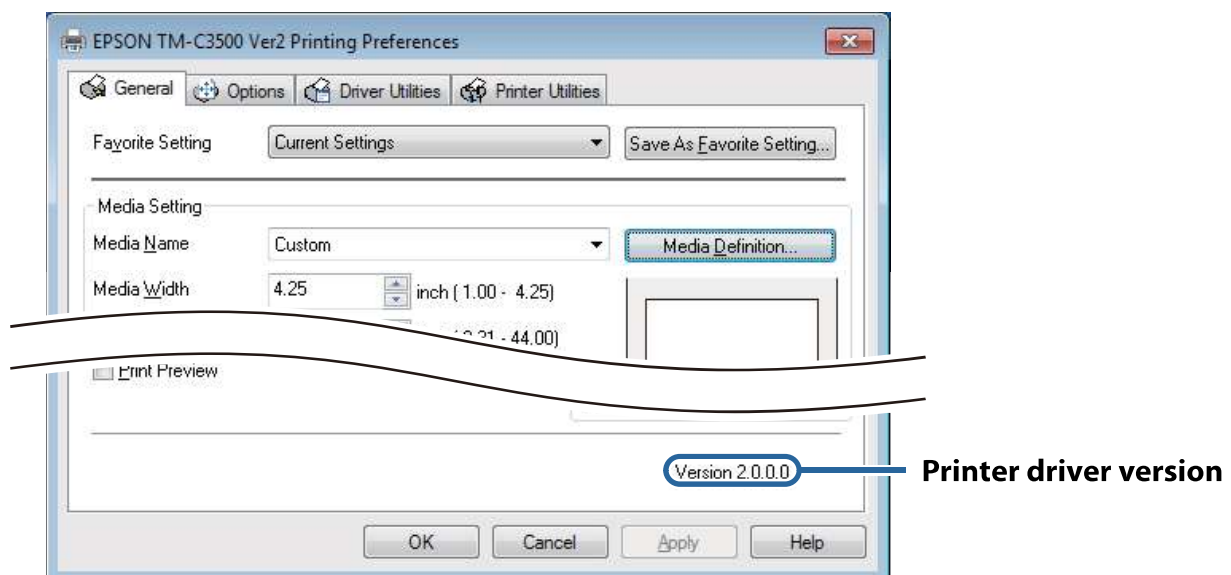 EPSON TM-C3500 Ver2 Printing Preferences
General Options Driver Utilities Printer Utilities
Favorite Setting Current Settings Save As Favorite Setting...
Media Setting
Media Name Custom Media Definition...
Media Width 4.25 inch ( 1.00 - 4.25)
- 44.00)
Print Preview
Version 2.0.0.0 Printer driver version
OK Cancel Apply Help